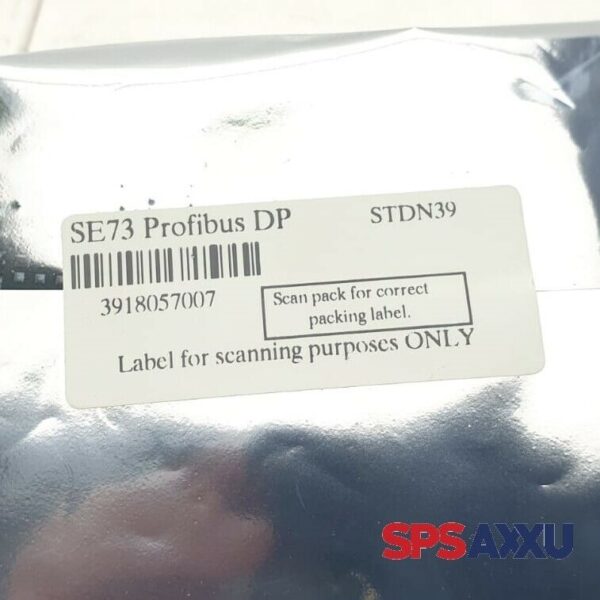 SE73 Profibus DP
STDN39
3918057007
Scan pack for correct
packing label.
Label for scanning purposes ONLY
SPSAXXU